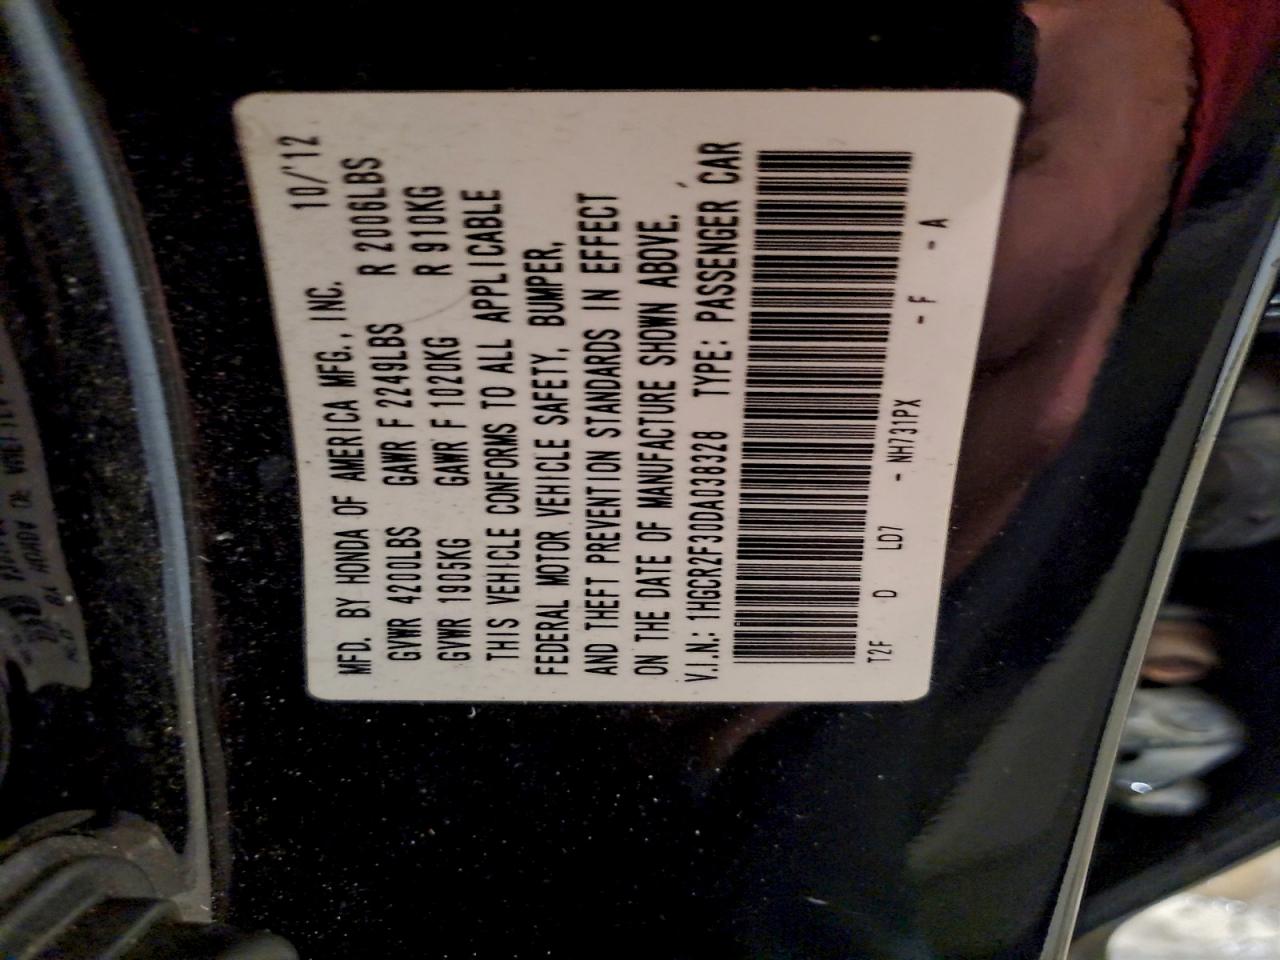 MFD. BY HONDA OF AMERICA MFG., INC. 10/'12
GVWR 4200LBS GAWR F 2249LBS R 2006LBS
GVWR 1905KG GAWR F 1020KG R 910KG
THIS VEHICLE CONFORMS TO ALL APPLICABLE
FEDERAL MOTOR VEHICLE SAFETY, BUMPER,
AND THEFT PREVENTION STANDARDS IN EFFECT
ON THE DATE OF MANUFACTURE SHOWN ABOVE.
V.I.N.: 1HGCR2F30DA038328 TYPE: PASSENGER CAR
T2F D LD7 - NH731PX - F - A